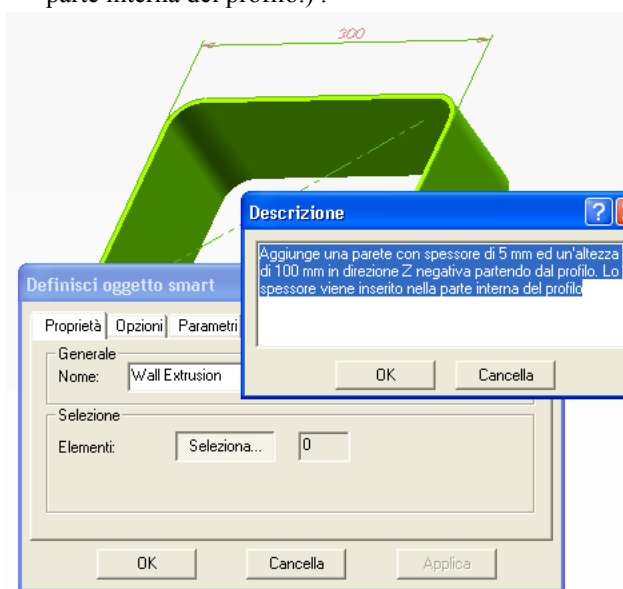 parte interna del profilo.) .
300
Descrizione
Aggiunge una parete con spessore di 5 mm ed un'altezza
di 100 mm in direzione Z negativa partendo dal profilo. Lo
spessore viene inserito nella parte interna del profilo
OK Cancella
Definisci oggetto smart
Proprietà Opzioni Parametri
Generale
Nome: Wall Extrusion
Selezione
Elementi: Seleziona... 0
OK Cancella Applica